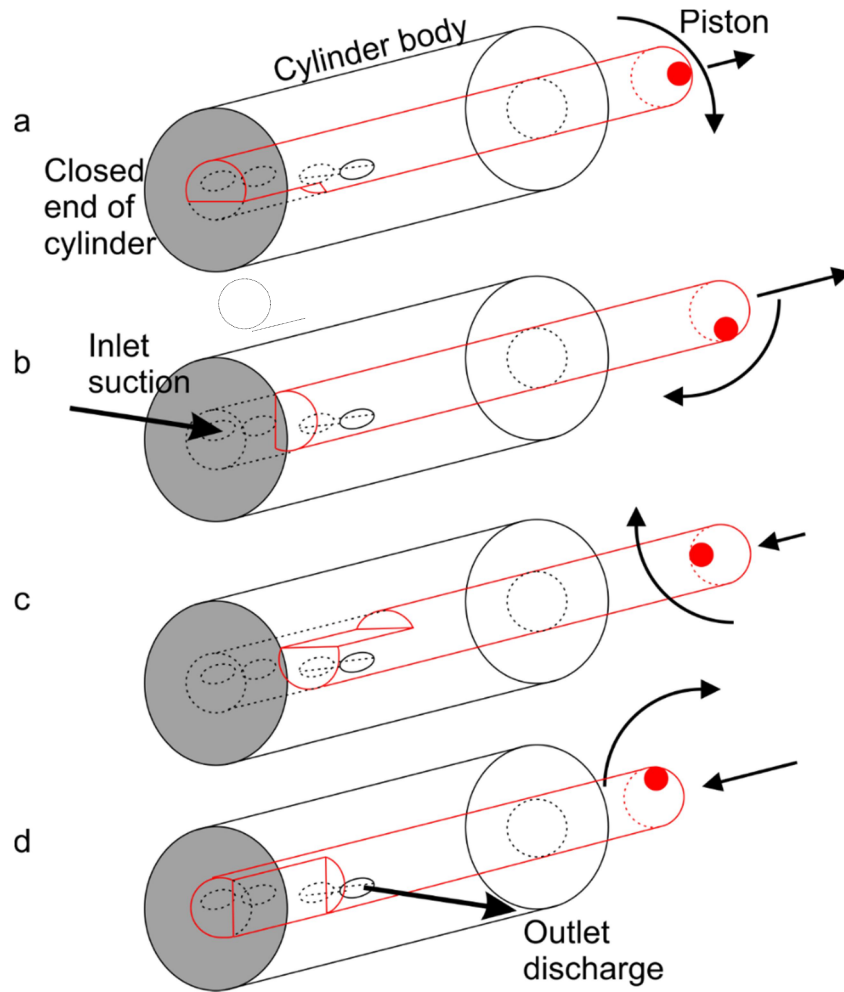 Piston
Cylinder body
a
Closed
end of
cylinder
b
Inlet
suction
c
d
Outlet
discharge